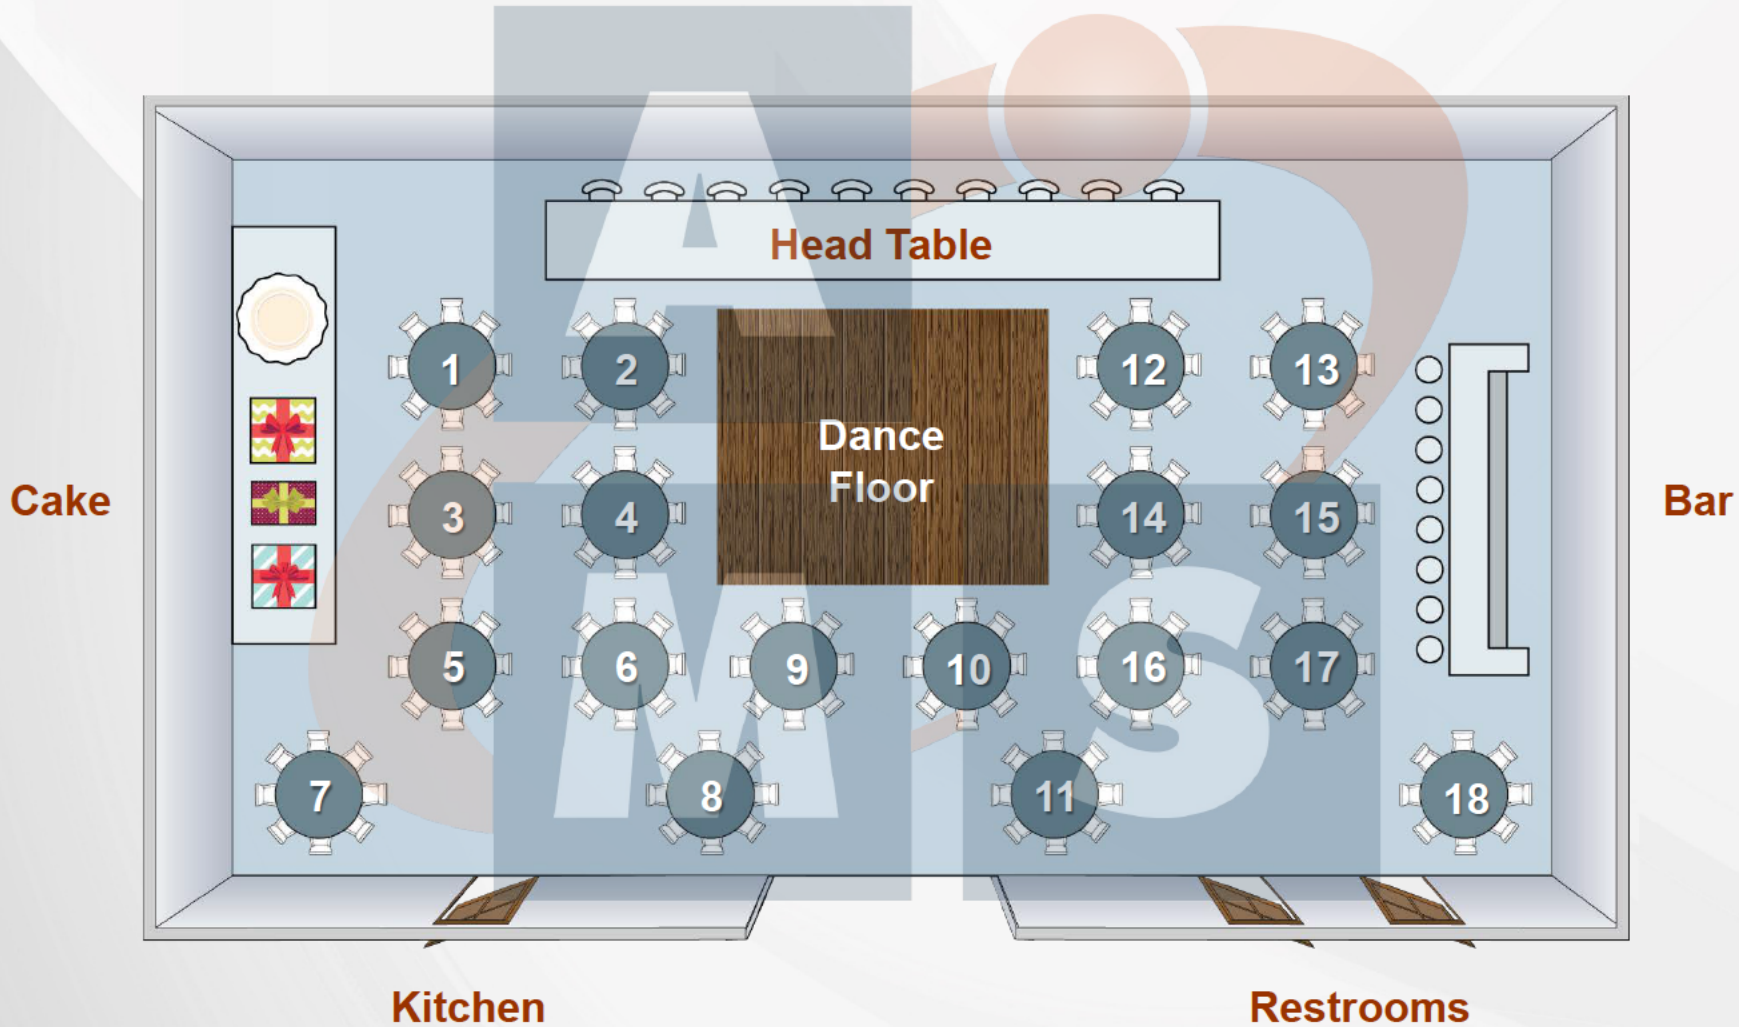 Head Table
1 2 12 13
Dance
Floor
Cake
3 4 14 15
Bar
5 6 9 10 16 17
7 8 11 18
Kitchen
Restrooms
A
M S